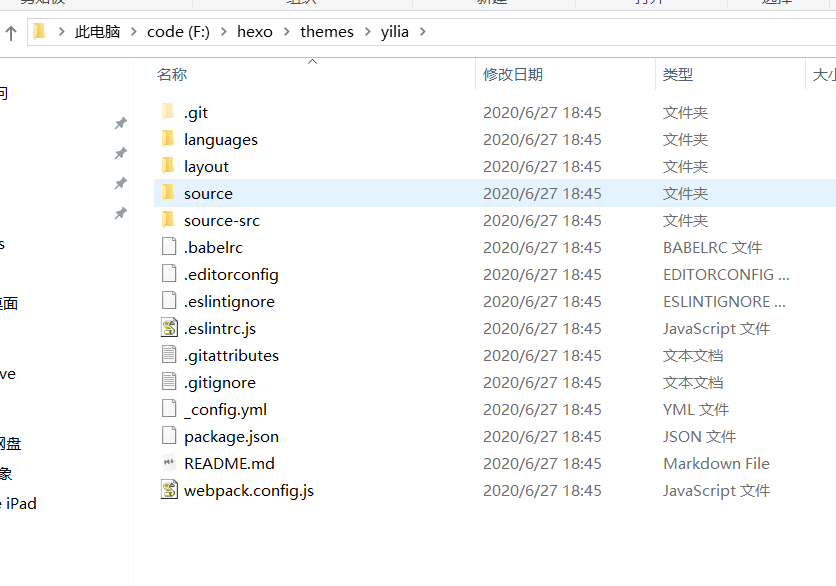 此电脑 > code (F:) > hexo > themes > yilia >
名称 修改日期 类型 大小
.git 2020/6/27 18:45 文件夹
languages 2020/6/27 18:45 文件夹
layout 2020/6/27 18:45 文件夹
source 2020/6/27 18:45 文件夹
source-src 2020/6/27 18:45 文件夹
.babelrc 2020/6/27 18:45 BABELRC 文件
.editorconfig 2020/6/27 18:45 EDITORCONFIG ...
.eslintignore 2020/6/27 18:45 ESLINTIGNORE ...
.eslintrc.js 2020/6/27 18:45 JavaScript 文件
.gitattributes 2020/6/27 18:45 文本文档
.gitignore 2020/6/27 18:45 文本文档
_config.yml 2020/6/27 18:45 YML 文件
package.json 2020/6/27 18:45 JSON 文件
README.md 2020/6/27 18:45 Markdown File
webpack.config.js 2020/6/27 18:45 JavaScript 文件
问
s
桌面
ve
网盘
象
iPad